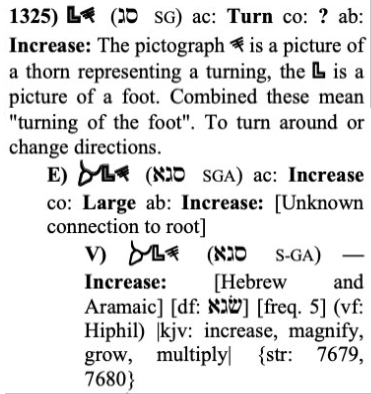 1325) (סג SG) ac: Turn co: ? ab:
Increase: The pictograph is a picture of
a thorn representing a turning, the is a
picture of a foot. Combined these mean
"turning of the foot". To turn around or
change directions.
E) (סגא SGA) ac: Increase
co: Large ab: Increase: [Unknown
connection to root]
V) (סגא S-GA) —
Increase: [Hebrew and
Aramaic] [df: שׂגא] [freq. 5] (vf:
Hiphil) |kjv: increase, magnify,
grow, multiply| {str: 7679,
7680}